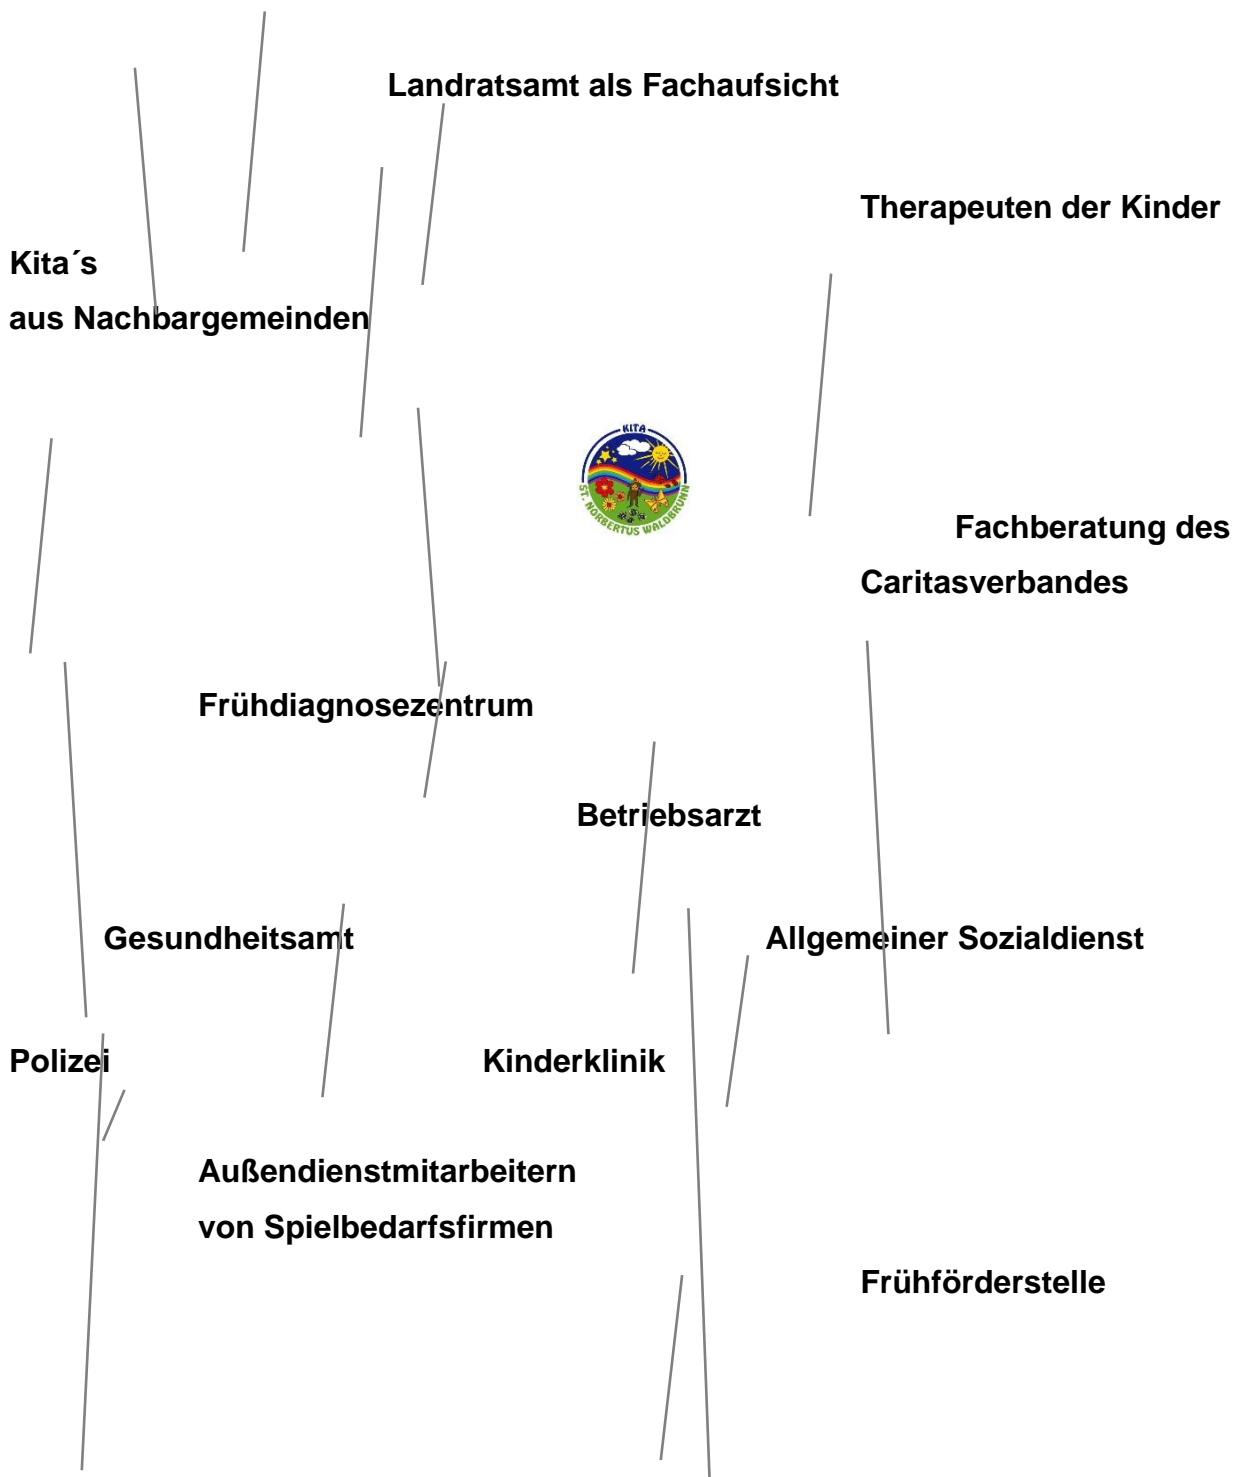 Landratsamt als Fachaufsicht
Therapeuten der Kinder
Kita´s
aus Nachbargemeinden
KITA
ST. NORBERTUS WALDBRUNN
Fachberatung des
Caritasverbandes
Frühdiagnosezentrum
Betriebsarzt
Gesundheitsamt
Allgemeiner Sozialdienst
Polizei
Kinderklinik
Außendienstmitarbeitern
von Spielbedarfsfirmen
Frühförderstelle